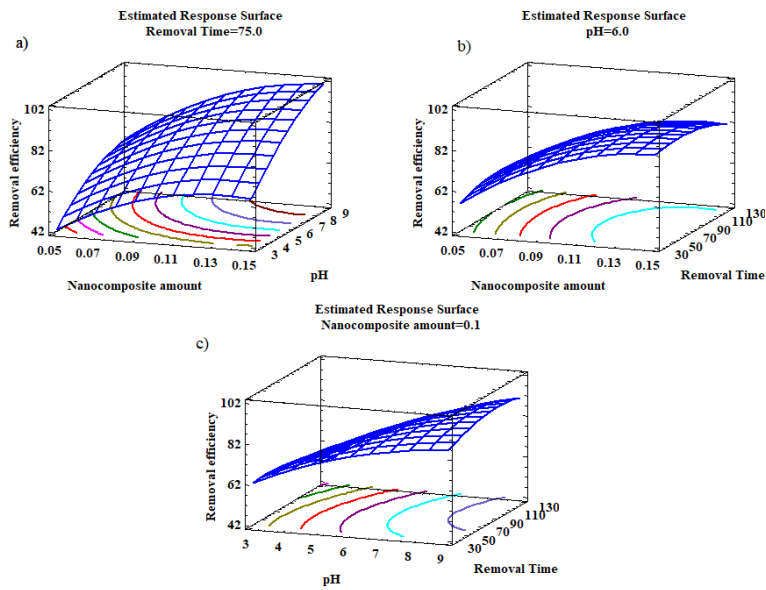 Estimated Response Surface
Removal Time=75.0
a)
102
82
62
42
Removal efficiency
0.05 0.07 0.09 0.11 0.13 0.15
Nanocomposite amount
3 4 5 6 7 8 9
pH
Estimated Response Surface
pH=6.0
b)
102
82
62
42
Removal efficiency
0.05 0.07 0.09 0.11 0.13 0.15
Nanocomposite amount
30 50 70 90 110 130
Removal Time
Estimated Response Surface
Nanocomposite amount=0.1
c)
102
82
62
42
Removal efficiency
3 4 5 6 7 8 9
pH
30 50 70 90 110 130
Removal Time